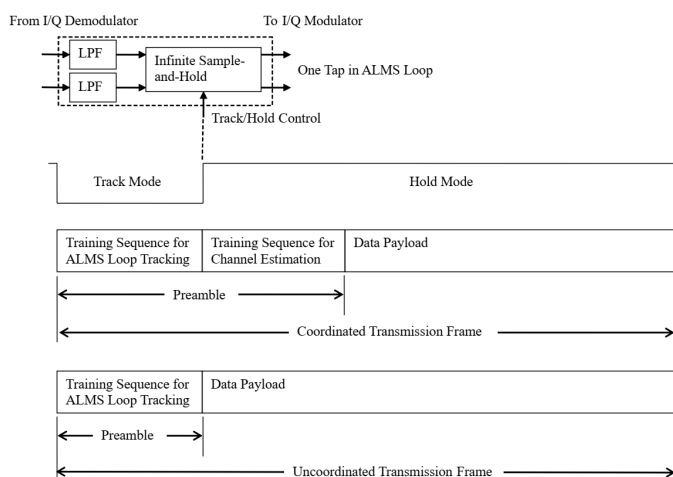 From I/Q Demodulator
To I/Q Modulator
LPF
LPF
Infinite Sample-
and-Hold
One Tap in ALMS Loop
Track/Hold Control
Track Mode
Hold Mode
Training Sequence for
ALMS Loop Tracking
Training Sequence for
Channel Estimation
Data Payload
Preamble
Coordinated Transmission Frame
Training Sequence for
ALMS Loop Tracking
Data Payload
Preamble
Uncoordinated Transmission Frame